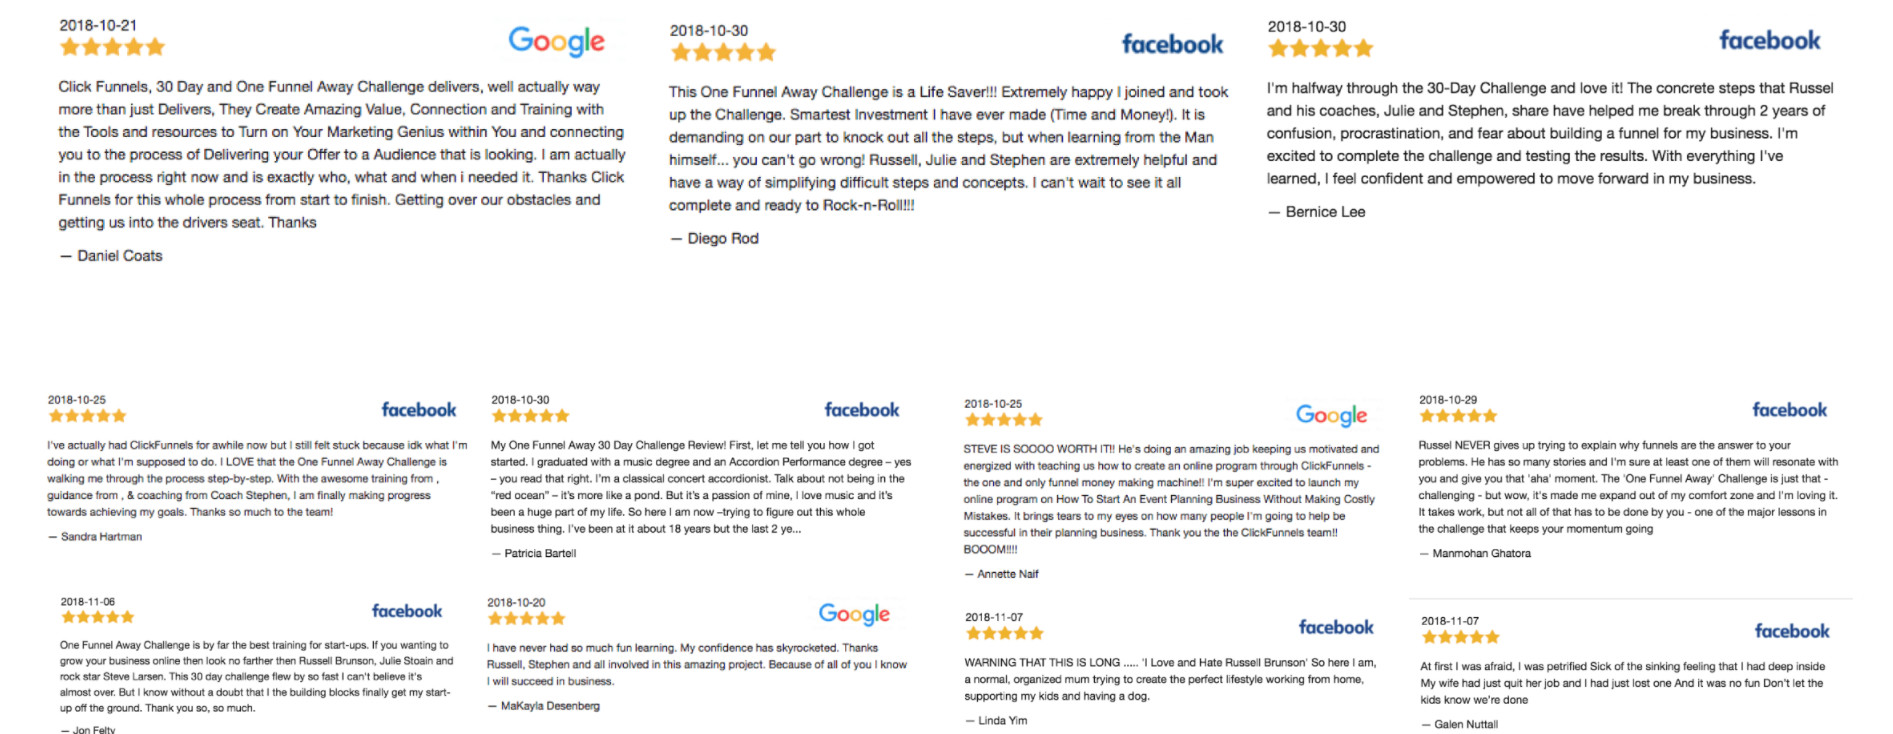 2018-10-21
Google
Click Funnels, 30 Day and One Funnel Away Challenge delivers, well actually way
more than just Delivers, They Create Amazing Value, Connection and Training with
the Tools and resources to Turn on Your Marketing Genius within You and connecting
you to the process of Delivering your Offer to a Audience that is looking. I am actually
in the process right now and is exactly who, what and when i needed it. Thanks Click
Funnels for this whole process from start to finish. Getting over our obstacles and
getting us into the drivers seat. Thanks
— Daniel Coats
2018-10-30
facebook
This One Funnel Away Challenge is a Life Saver!!! Extremely happy I joined and took
up the Challenge. Smartest Investment I have ever made (Time and Money!). It is
demanding on our part to knock out all the steps, but when learning from the Man
himself... you can't go wrong! Russell, Julie and Stephen are extremely helpful and
have a way of simplifying difficult steps and concepts. I can't wait to see it all
complete and ready to Rock-n-Roll!!!
— Diego Rod
2018-10-30
facebook
I'm halfway through the 30-Day Challenge and love it! The concrete steps that Russel
and his coaches, Julie and Stephen, share have helped me break through 2 years of
confusion, procrastination, and fear about building a funnel for my business. I'm
excited to complete the challenge and testing the results. With everything I've
learned, I feel confident and empowered to move forward in my business.
— Bernice Lee
2018-10-25
facebook
I've actually had ClickFunnels for awhile now but I still felt stuck because idk what I'm
doing or what I'm supposed to do. I LOVE that the One Funnel Away Challenge is
walking me through the process step-by-step. With the awesome training from ,
guidance from , & coaching from Coach Stephen, I am finally making progress
towards achieving my goals. Thanks so much to the team!
— Sandra Hartman
2018-10-30
facebook
My One Funnel Away 30 Day Challenge Review! First, let me tell you how I got
started. I graduated with a music degree and an Accordion Performance degree – yes
– you read that right. I'm a classical concert accordionist. Talk about not being in the
"red ocean" – it's more like a pond. But it's a passion of mine, I love music and it's
been a huge part of my life. So here I am now –trying to figure out this whole
business thing. I've been at it about 18 years but the last 2 ye...
— Patricia Bartell
2018-10-25
Google
STEVE IS SOOOO WORTH IT!! He's doing an amazing job keeping us motivated and
energized with teaching us how to create an online program through ClickFunnels -
the one and only funnel money making machine!! I'm super excited to launch my
online program on How To Start An Event Planning Business Without Making Costly
Mistakes. It brings tears to my eyes on how many people I'm going to help be
successful in their planning business. Thank you the the ClickFunnels team!!
BOOOM!!!!
— Annette Naif
2018-10-29
facebook
Russel NEVER gives up trying to explain why funnels are the answer to your
problems. He has so many stories and I'm sure at least one of them will resonate with
you and give you that 'aha' moment. The 'One Funnel Away' Challenge is just that -
challenging - but wow, it's made me expand out of my comfort zone and I'm loving it.
It takes work, but not all of that has to be done by you - one of the major lessons in
the challenge that keeps your momentum going
— Manmohan Ghatora
2018-11-06
facebook
One Funnel Away Challenge is by far the best training for start-ups. If you wanting to
grow your business online then look no farther then Russell Brunson, Julie Stoain and
rock star Steve Larsen. This 30 day challenge flew by so fast I can't believe it's
almost over. But I know without a doubt that I the building blocks finally get my start-
up off the ground. Thank you so, so much.
— Jon Felty
2018-10-20
Google
I have never had so much fun learning. My confidence has skyrocketed. Thanks
Russell, Stephen and all involved in this amazing project. Because of all of you I know
I will succeed in business.
— MaKayla Desenberg
2018-11-07
facebook
WARNING THAT THIS IS LONG ..... 'I Love and Hate Russell Brunson' So here I am,
a normal, organized mum trying to create the perfect lifestyle working from home,
supporting my kids and having a dog.
— Linda Yim
2018-11-07
facebook
At first I was afraid, I was petrified Sick of the sinking feeling that I had deep inside
My wife had just quit her job and I had just lost one And it was no fun Don't let the
kids know we're done
— Galen Nuttall